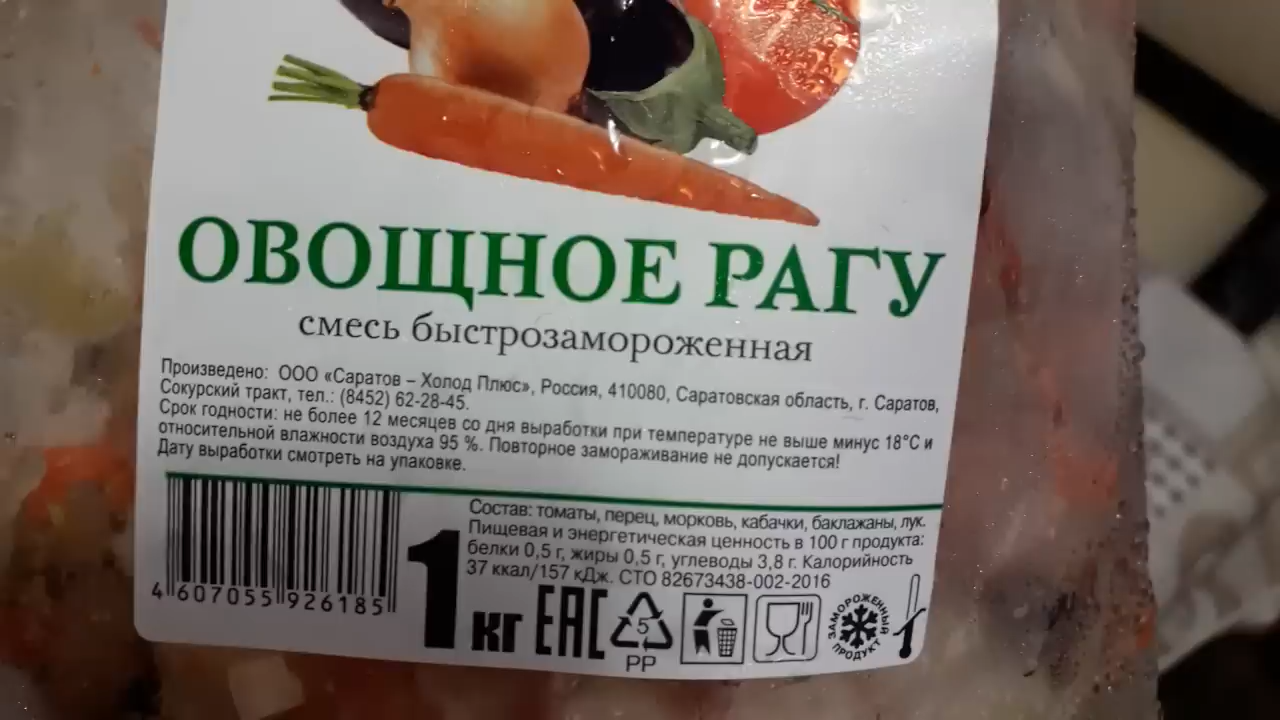 ОВОЩНОЕ РАГУ
смесь быстрозамороженная
Произведено: ООО «Саратов – Холод Плюс», Россия, 410080, Саратовская область, г. Саратов,
Сокурский тракт, тел.: (8452) 62-28-45.
Срок годности: не более 12 месяцев со дня выработки при температуре не выше минус 18°С и
относительной влажности воздуха 95 %. Повторное замораживание не допускается!
Дату выработки смотреть на упаковке.
Состав: томаты, перец, морковь, кабачки, баклажаны, лук.
Пищевая и энергетическая ценность в 100 г продукта:
белки 0,5 г, жиры 0,5 г, углеводы 3,8 г. Калорийность
37 ккал/157 кДж. СТО 82673438-002-2016
4 607055 926185
1 кг EAC
5
PP
ЗАМОРОЖЕННЫЙ
ПРОДУКТ